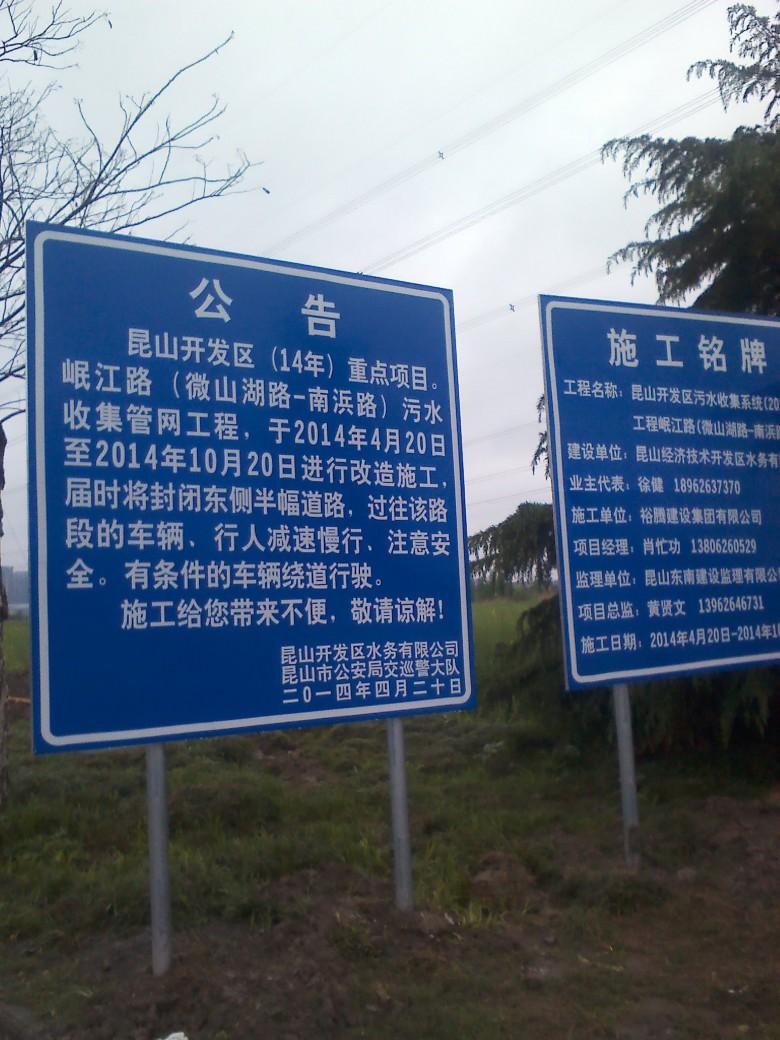 公告
昆山开发区（14年）重点项目。
岷江路（微山湖路-南浜路）污水
收集管网工程，于2014年4月20日
至2014年10月20日进行改造施工，
届时将封闭东侧半幅道路，过往该路
段的车辆、行人减速慢行、注意安
全。有条件的车辆绕道行驶。
施工给您带来不便，敬请谅解！
昆山开发区水务有限公司
昆山市公安局交巡警大队
二0一四年四月二十日
施工铭牌
工程名称：昆山开发区污水收集系统(20
工程岷江路(微山湖路-南浜
建设单位：昆山经济技术开发区水务有
业主代表：徐健 18962637370
施工单位：裕腾建设集团有限公司
项目经理：肖忙功 13806260529
监理单位：昆山东南建设监理有限公
项目总监：黄贤文 13962646731
施工日期：2014年4月20日-2014年10